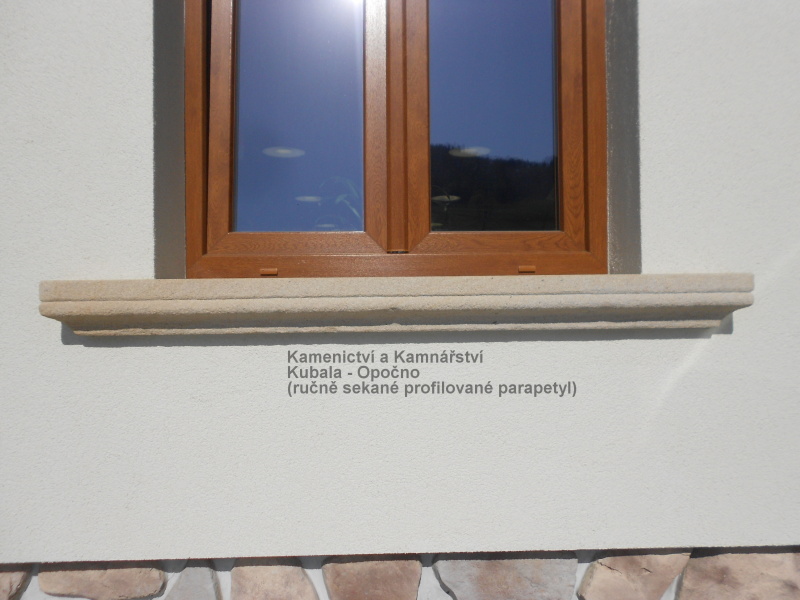 Kamenictví a Kamnářství
Kubala - Opočno
(ručně sekané profilované parapetyl)